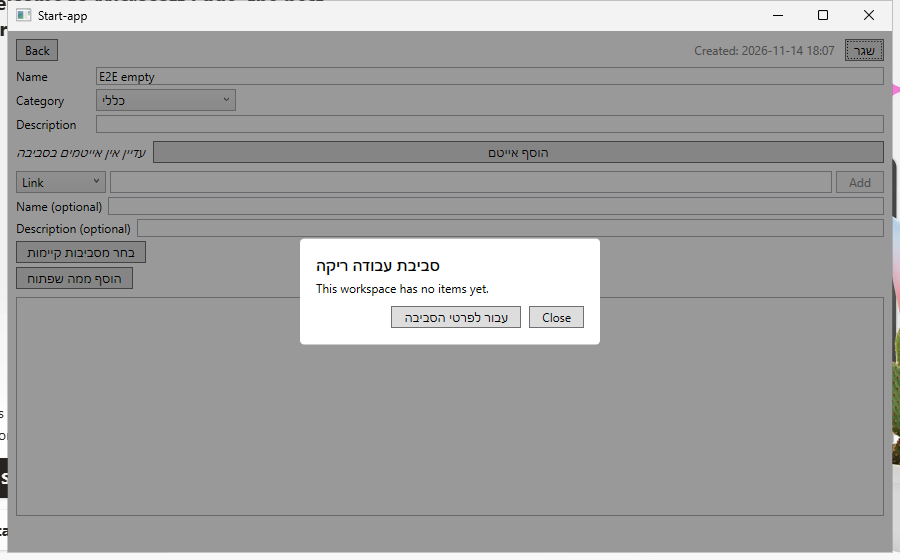 Start-app
Back
Created: 2026-11-14 18:07
שגר
Name
E2E empty
Category
כללי
Description
עדיין אין אייטמים בסביבה
הוסף אייטם
Link
Add
Name (optional)
Description (optional)
בחר מסביבות קיימות
הוסף ממה שפתוח
סביבת עבודה ריקה
This workspace has no items yet.
עבור לפרטי הסביבה
Close